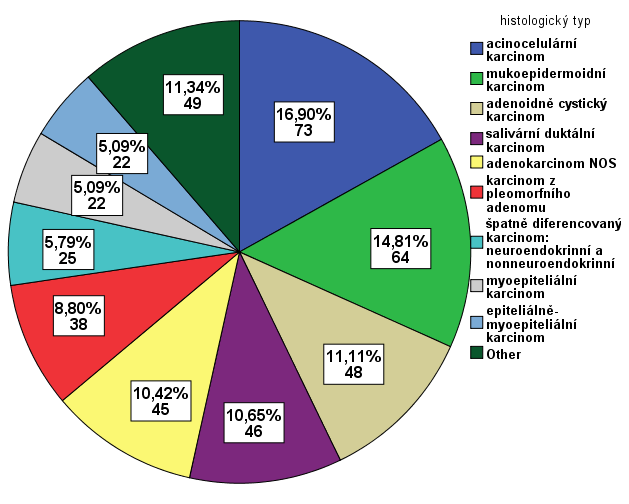 histologický typ
acinocelulární
karcinom
mukoepidermoidní
karcinom
adenoidně cystický
karcinom
salivární duktální
karcinom
adenokarcinom NOS
karcinom z
pleomorfního
adenomu
špatně diferencovaný
karcinom:
neuroendokrinní a
nonneuroendokrinní
myoepiteliální
karcinom
epiteliálně-
myoepiteliální
karcinom
Other
16,90%
73
14,81%
64
11,11%
48
10,65%
46
10,42%
45
8,80%
38
5,79%
25
5,09%
22
5,09%
22
11,34%
49